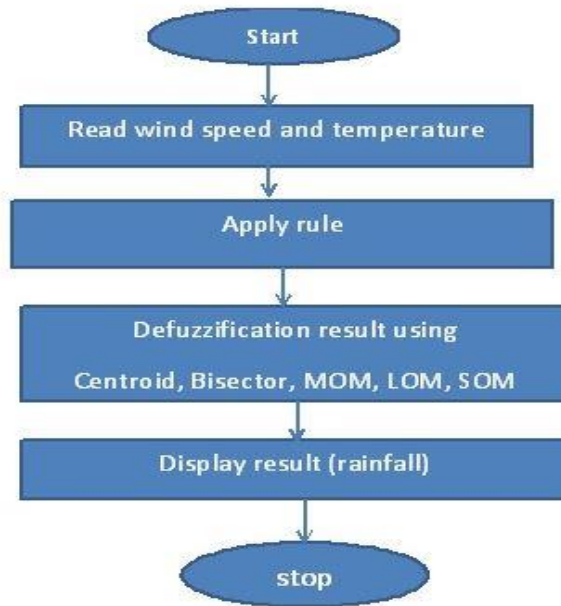 Start
Read wind speed and temperature
Apply rule
Defuzzification result using
Centroid, Bisector, MOM, LOM, SOM
Display result (rainfall)
stop